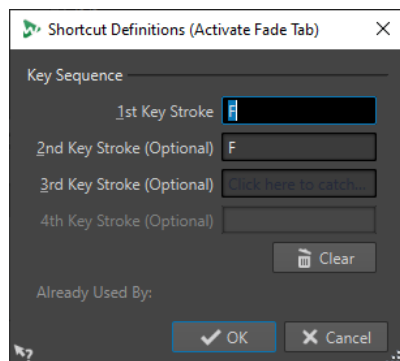 Shortcut Definitions (Activate Fade Tab)
Key Sequence
1st Key Stroke F
2nd Key Stroke (Optional) F
3rd Key Stroke (Optional) Click here to catch...
4th Key Stroke (Optional)
Clear
Already Used By:
OK Cancel